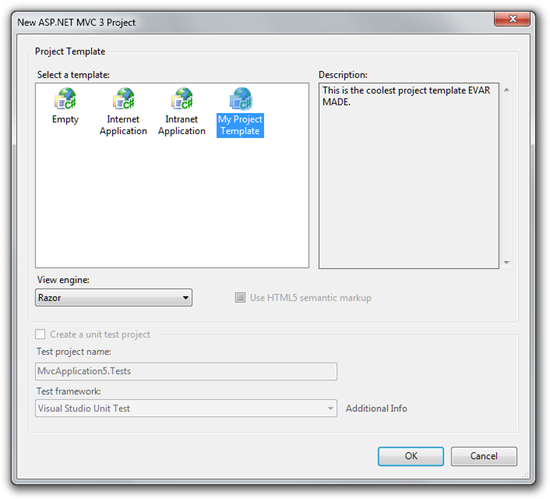 New ASP.NET MVC 3 Project
Project Template
Select a template:
Description:
Empty
Internet
Application
Intranet
Application
My Project
Template
This is the coolest project template EVAR
MADE.
View engine:
Razor
Use HTML5 semantic markup
Create a unit test project
Test project name:
MvcApplication5.Tests
Test framework:
Visual Studio Unit Test
Additional Info
OK
Cancel